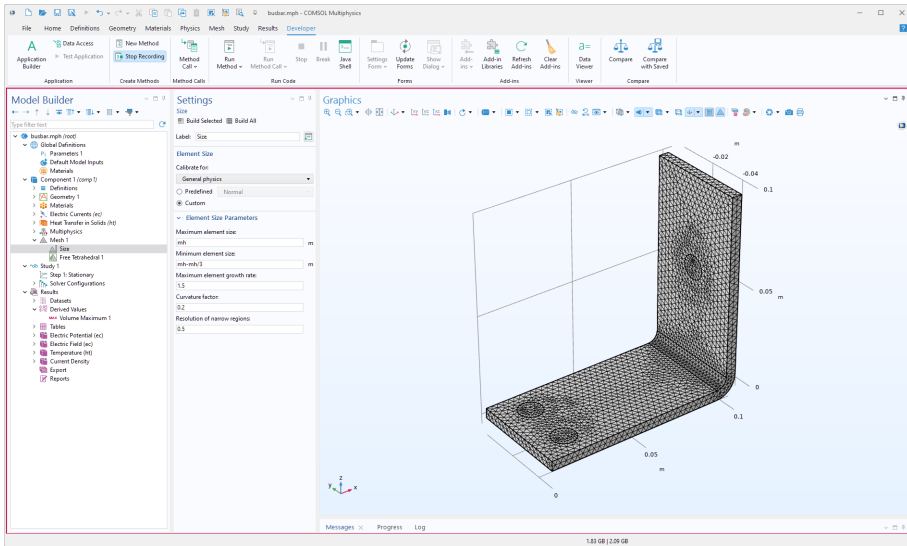 busbar.mph - COMSOL Multiphysics
File Home Definitions Geometry Materials Physics Mesh Study Results Developer
Application Builder
Data Access
Test Application
Application
New Method
Stop Recording
Create Methods
Method Call
Method Calls
Run Method
Run Method Call
Stop
Break
Java Shell
Run Code
Settings Form
Update Forms
Show Dialog
Forms
Add-ins
Add-in Libraries
Refresh Add-ins
Clear Add-ins
Add-ins
Data Viewer
Viewer
Compare
Compare with Saved
Compare
Model Builder
Type filter text
busbar.mph (root)
Global Definitions
Pi Parameters 1
Default Model Inputs
Materials
Component 1 (comp1)
Definitions
Geometry 1
Materials
Electric Currents (ec)
Heat Transfer in Solids (ht)
Multiphysics
Mesh 1
Size
Free Tetrahedral 1
Study 1
Step 1: Stationary
Solver Configurations
Results
Datasets
Derived Values
Volume Maximum 1
Tables
Electric Potential (ec)
Electric Field (ec)
Temperature (ht)
Current Density
Export
Reports
Settings
Size
Build Selected Build All
Label: Size
Element Size
Calibrate for:
General physics
Predefined Normal
Custom
Element Size Parameters
Maximum element size:
mh m
Minimum element size:
mh-mh/3 m
Maximum element growth rate:
1.5
Curvature factor:
0.2
Resolution of narrow regions:
0.5
Graphics
m
-0.02
-0.04
0.1
0.05
m
0
0.1
0.05
m
0
z
y
x
Messages Progress Log
1.83 GB | 2.09 GB